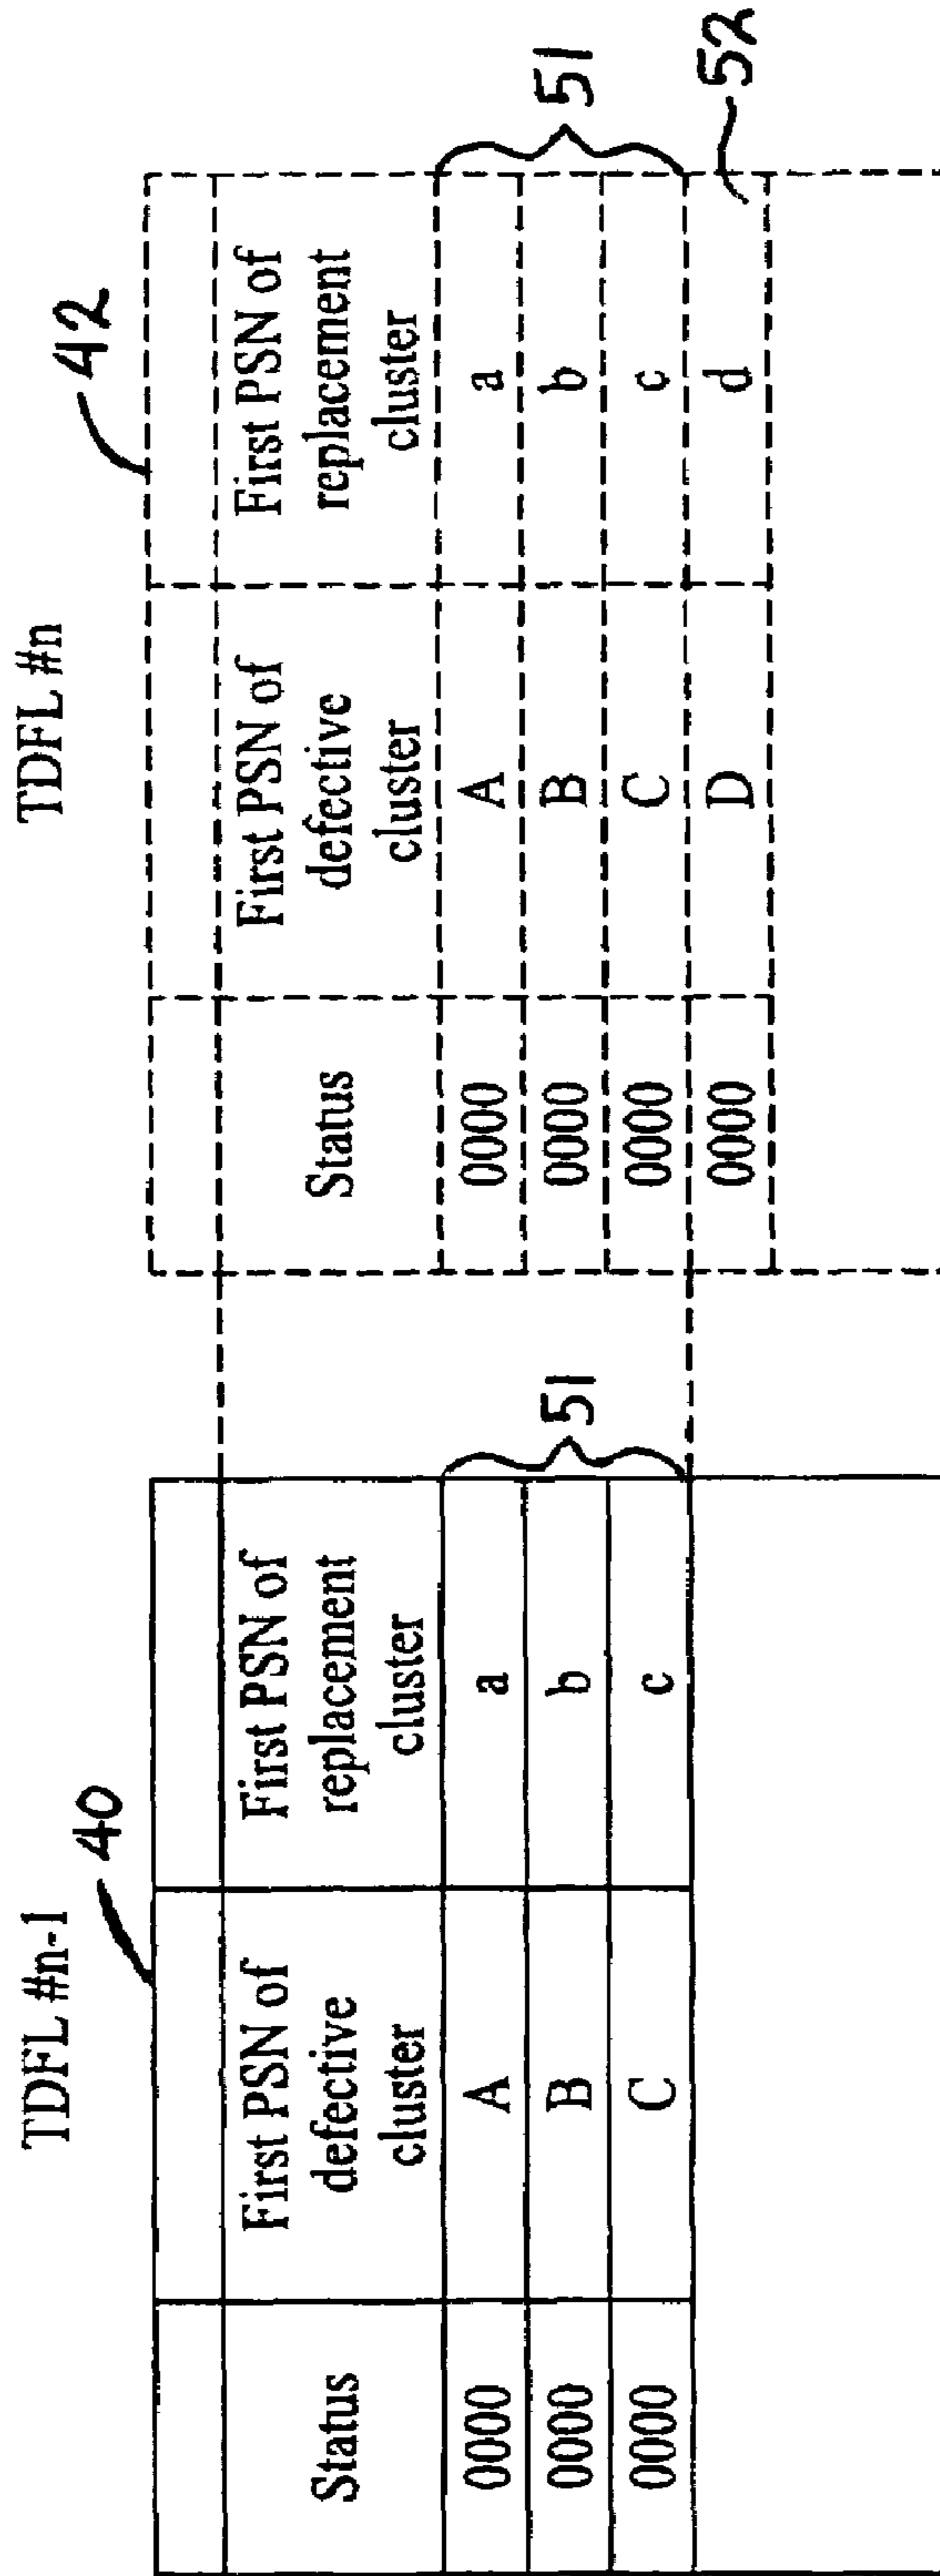 TDFL #n-1
40
Status
First PSN of
defective
cluster
First PSN of
replacement
cluster
0000
A
a
0000
B
b
0000
C
c
51
TDFL #n
42
Status
First PSN of
defective
cluster
First PSN of
replacement
cluster
0000
A
a
0000
B
b
0000
C
c
0000
D
d
51
52